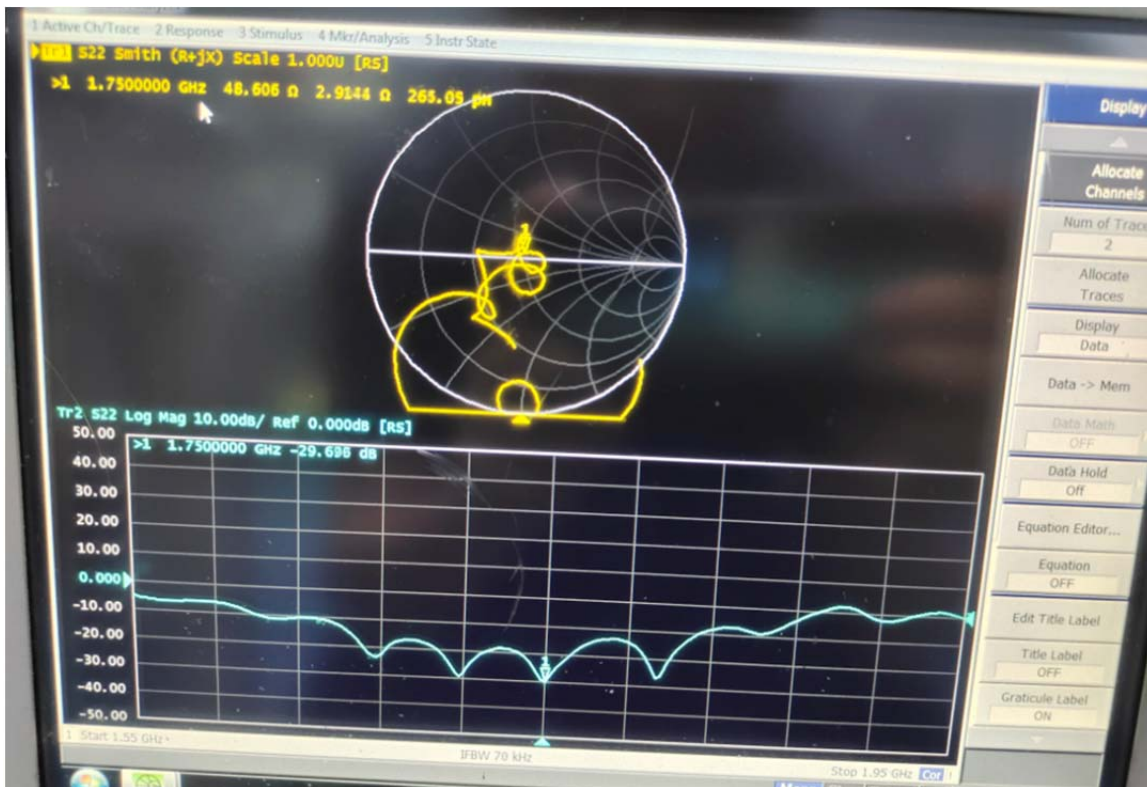 1 Active Ch/Trace 2 Response 3 Stimulus 4 Mkr/Analysis 5 Instr State
Tr1 S22 Smith (R+jX) Scale 1.000U [RS]
>1 1.7500000 GHz 48.606 Ω 2.9144 Ω 265.05 pH
1
Tr2 S22 Log Mag 10.00dB/ Ref 0.000dB [RS]
>1 1.7500000 GHz -29.696 dB
50.00
40.00
30.00
20.00
10.00
0.000
-10.00
-20.00
-30.00
-40.00
-50.00
1
1 Start 1.55 GHz
IFBW 70 kHz
Stop 1.95 GHz Cor
Display
Allocate
Channels
Num of Trace
2
Allocate
Traces
Display
Data
Data -> Mem
Data Math
OFF
Data Hold
Off
Equation Editor...
Equation
OFF
Edit Title Label
Title Label
OFF
Graticule Label
ON